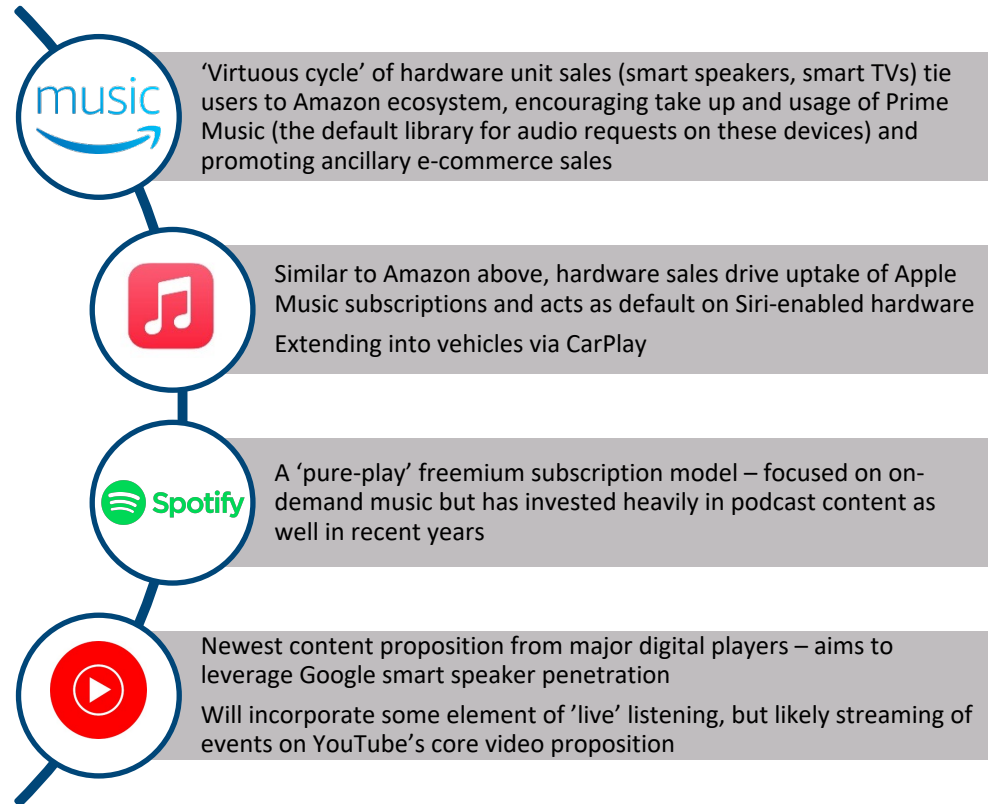 music
‘Virtuous cycle’ of hardware unit sales (smart speakers, smart TVs) tie
users to Amazon ecosystem, encouraging take up and usage of Prime
Music (the default library for audio requests on these devices) and
promoting ancillary e-commerce sales
Similar to Amazon above, hardware sales drive uptake of Apple
Music subscriptions and acts as default on Siri-enabled hardware
Extending into vehicles via CarPlay
Spotify
A ‘pure-play’ freemium subscription model – focused on on-
demand music but has invested heavily in podcast content as
well in recent years
Newest content proposition from major digital players – aims to
leverage Google smart speaker penetration
Will incorporate some element of ’live’ listening, but likely streaming of
events on YouTube’s core video proposition